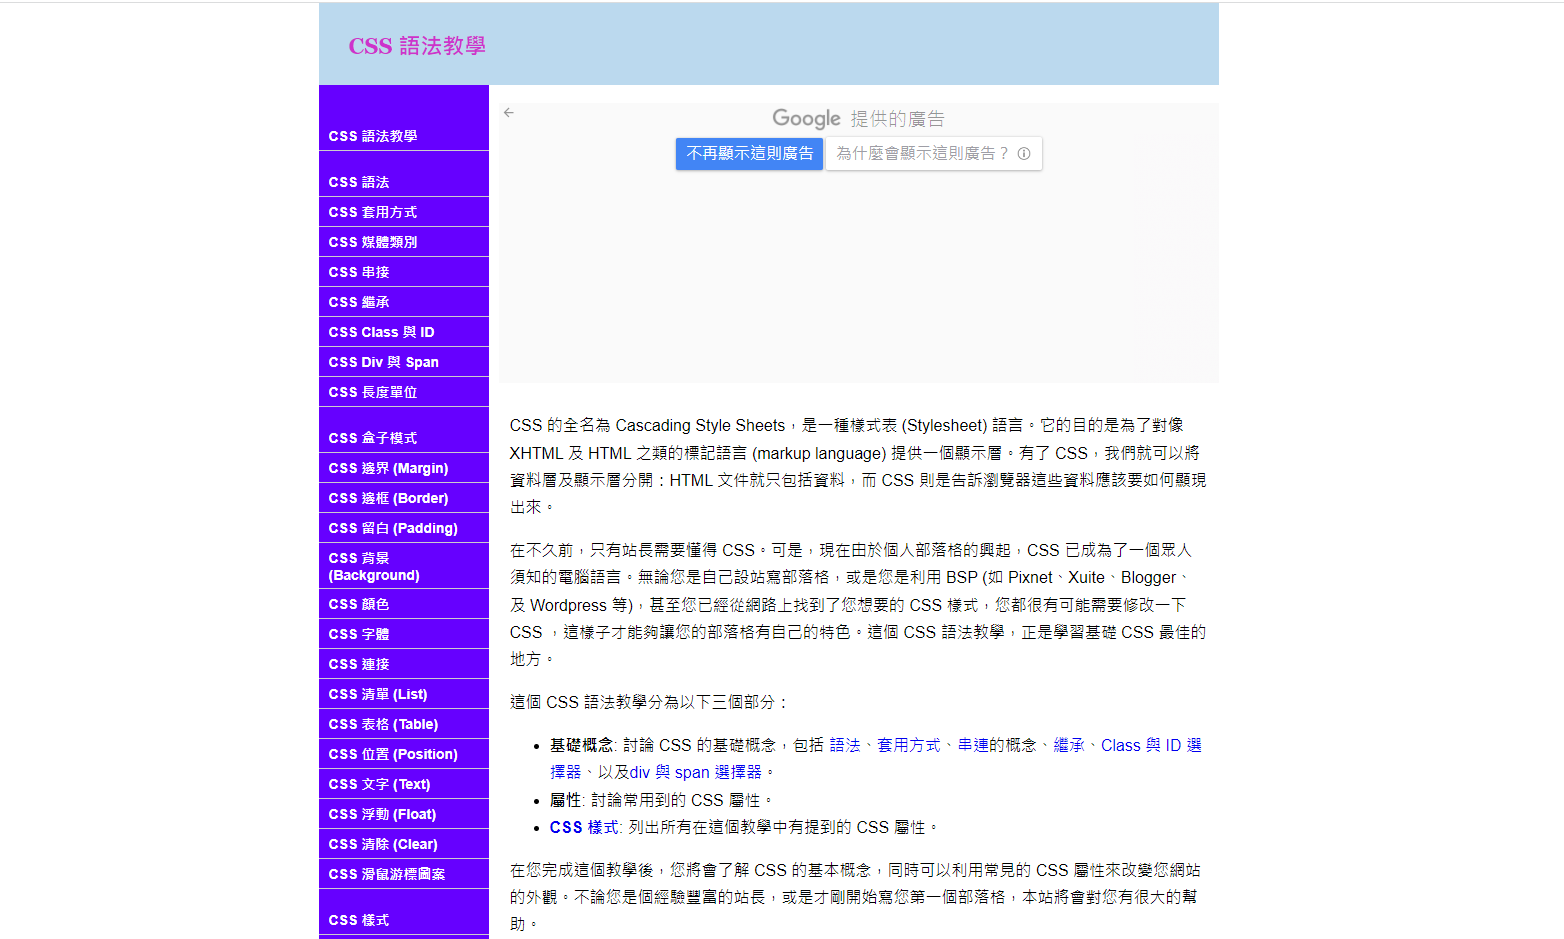 CSS 語法教學
CSS 語法教學
CSS 語法
CSS 套用方式
CSS 媒體類別
CSS 串接
CSS 繼承
CSS Class 與 ID
CSS Div 與 Span
CSS 長度單位
CSS 盒子模式
CSS 邊界 (Margin)
CSS 邊框 (Border)
CSS 留白 (Padding)
CSS 背景
(Background)
CSS 顏色
CSS 字體
CSS 連接
CSS 清單 (List)
CSS 表格 (Table)
CSS 位置 (Position)
CSS 文字 (Text)
CSS 浮動 (Float)
CSS 清除 (Clear)
CSS 滑鼠游標圖案
CSS 樣式
Google 提供的廣告
不再顯示這則廣告 為什麼會顯示這則廣告？
CSS 的全名為 Cascading Style Sheets，是一種樣式表 (Stylesheet) 語言。它的目的是為了對像
XHTML 及 HTML 之類的標記語言 (markup language) 提供一個顯示層。有了 CSS，我們就可以將
資料層及顯示層分開：HTML 文件就只包括資料，而 CSS 則是告訴瀏覽器這些資料應該要如何顯現
出來。
在不久前，只有站長需要懂得 CSS。可是，現在由於個人部落格的興起，CSS 已成為了一個眾人
須知的電腦語言。無論您是自己設站寫部落格，或是您是利用 BSP (如 Pixnet、Xuite、Blogger、
及 Wordpress 等)，甚至您已經從網路上找到了您想要的 CSS 樣式，您都很有可能需要修改一下
CSS ，這樣子才能夠讓您的部落格有自己的特色。這個 CSS 語法教學，正是學習基礎 CSS 最佳的
地方。
這個 CSS 語法教學分為以下三個部分：
• 基礎概念: 討論 CSS 的基礎概念，包括 語法、套用方式、串連的概念、繼承、Class 與 ID 選
擇器、以及div 與 span 選擇器。
• 屬性: 討論常用到的 CSS 屬性。
• CSS 樣式: 列出所有在這個教學中有提到的 CSS 屬性。
在您完成這個教學後，您將會了解 CSS 的基本概念，同時可以利用常見的 CSS 屬性來改變您網站
的外觀。不論您是個經驗豐富的站長，或是才剛開始寫您第一個部落格，本站將會對您有很大的幫
助。